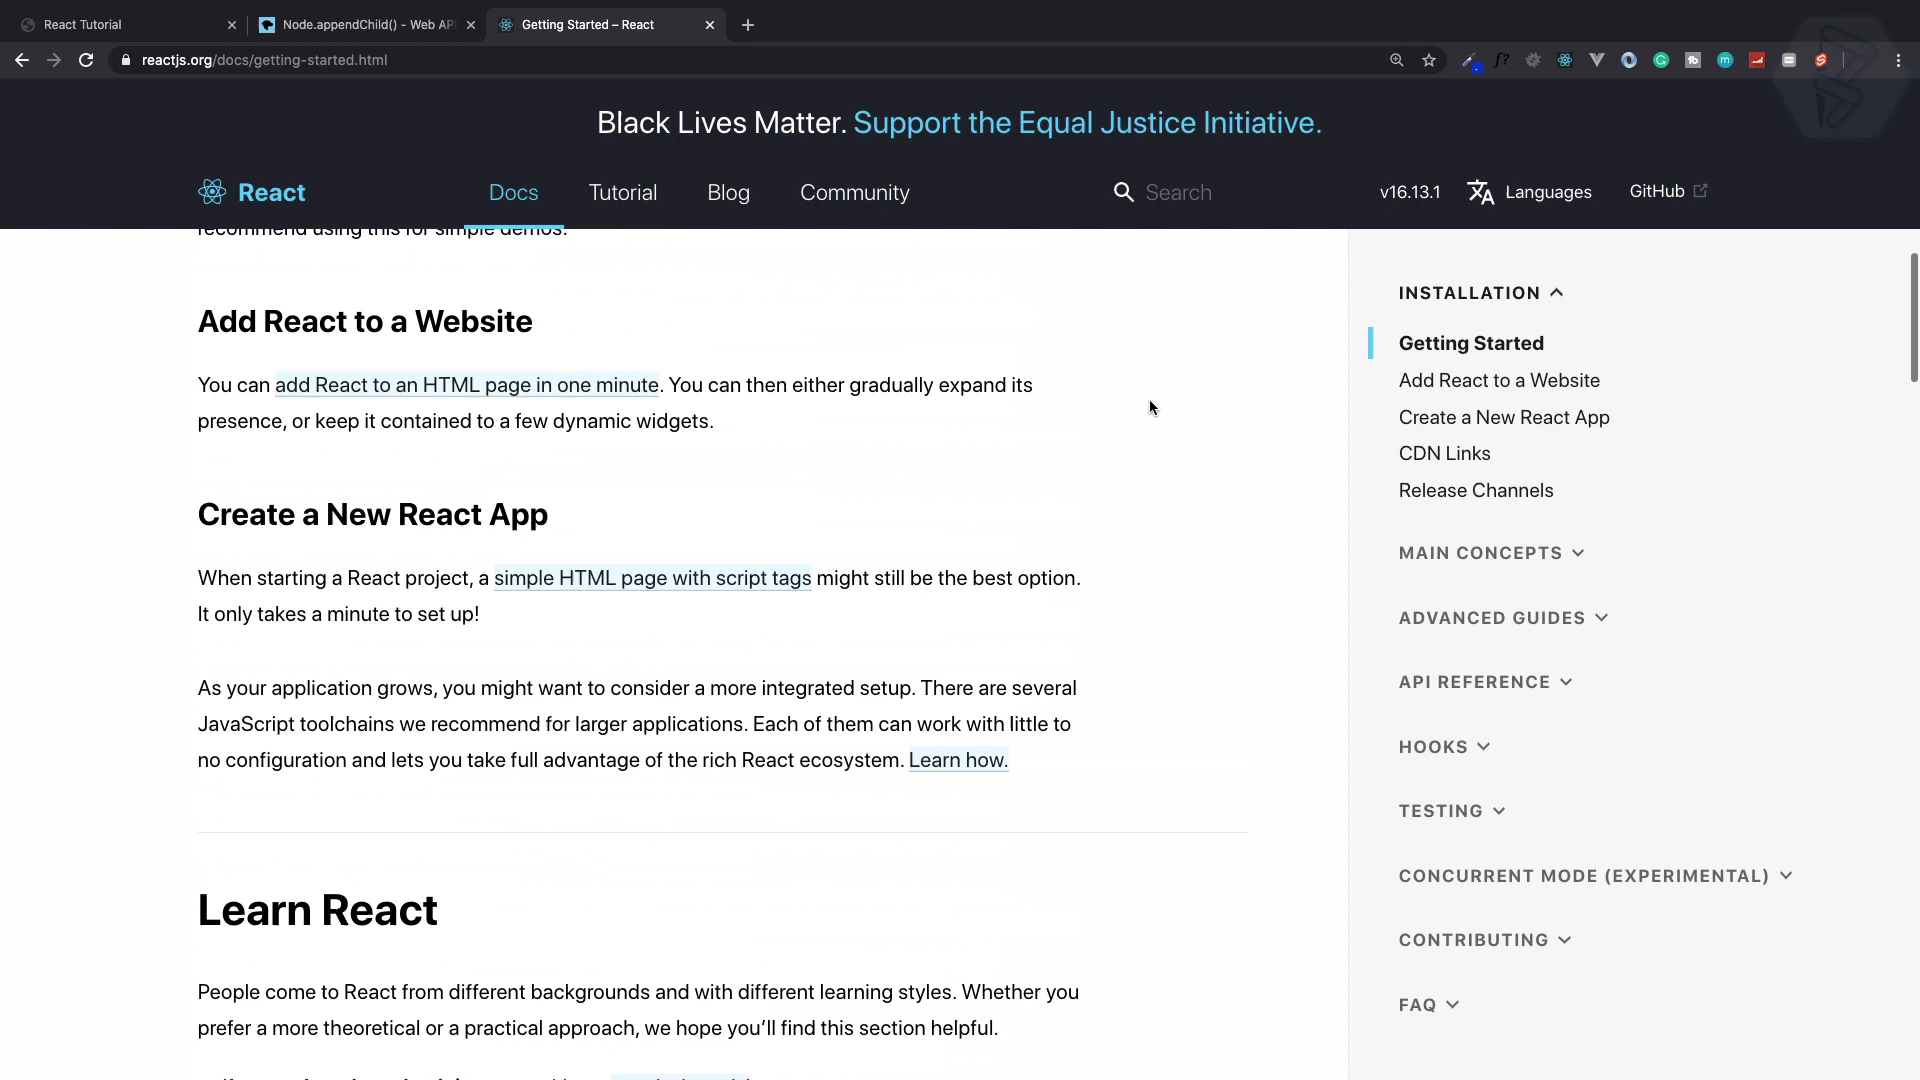 React Tutorial
Node.appendChild() - Web AP
Getting Started – React
reactjs.org/docs/getting-started.html
Black Lives Matter. Support the Equal Justice Initiative.
React
Docs
Tutorial
Blog
Community
Search
v16.13.1
Languages
GitHub
recommend using this for simple demos!
Add React to a Website
You can add React to an HTML page in one minute. You can then either gradually expand its
presence, or keep it contained to a few dynamic widgets.
Create a New React App
When starting a React project, a simple HTML page with script tags might still be the best option.
It only takes a minute to set up!
As your application grows, you might want to consider a more integrated setup. There are several
JavaScript toolchains we recommend for larger applications. Each of them can work with little to
no configuration and lets you take full advantage of the rich React ecosystem. Learn how.
Learn React
People come to React from different backgrounds and with different learning styles. Whether you
prefer a more theoretical or a practical approach, we hope you’ll find this section helpful.
INSTALLATION
Getting Started
Add React to a Website
Create a New React App
CDN Links
Release Channels
MAIN CONCEPTS
ADVANCED GUIDES
API REFERENCE
HOOKS
TESTING
CONCURRENT MODE (EXPERIMENTAL)
CONTRIBUTING
FAQ